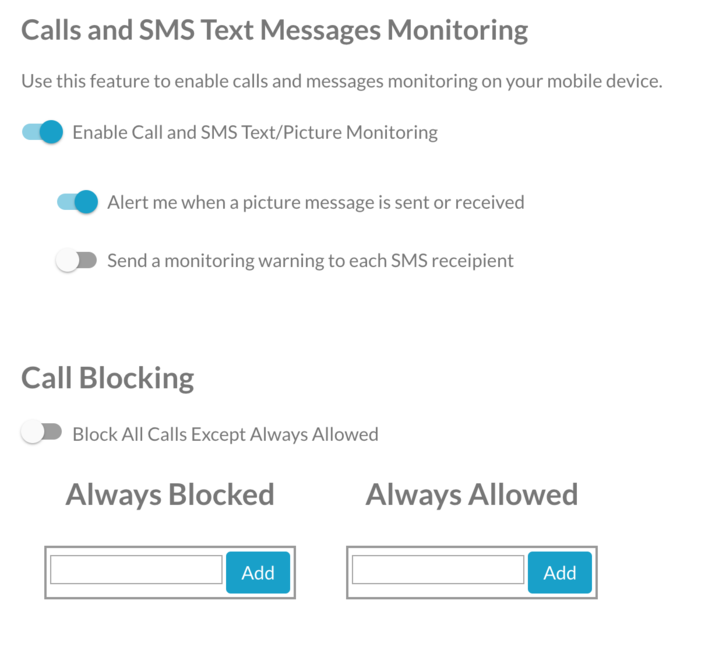 Calls and SMS Text Messages Monitoring
Use this feature to enable calls and messages monitoring on your mobile device.
Enable Call and SMS Text/Picture Monitoring
Alert me when a picture message is sent or received
Send a monitoring warning to each SMS receipient
Call Blocking
Block All Calls Except Always Allowed
Always Blocked
Always Allowed
Add
Add